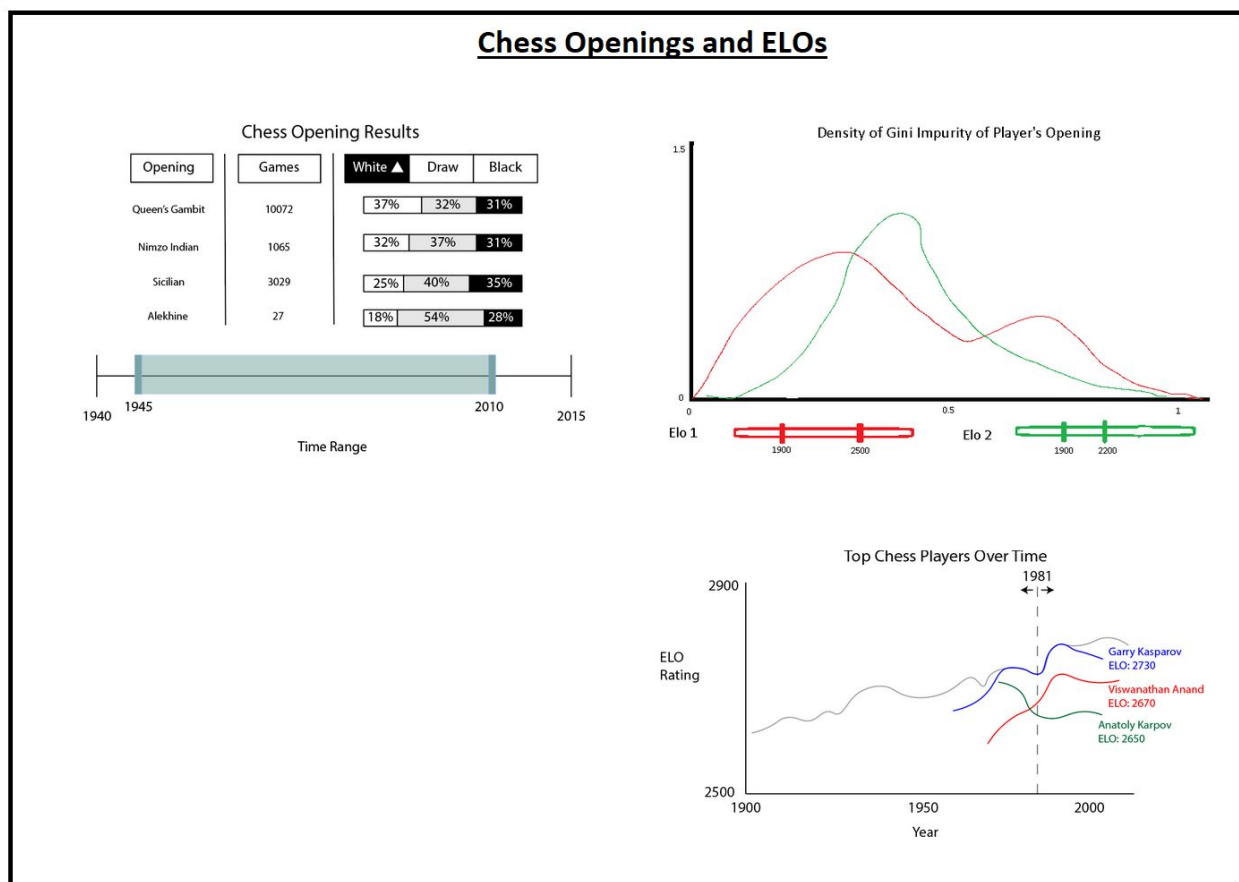 Chess Openings and ELOs
Chess Opening Results
Opening Games White ▲ Draw Black
Queen's Gambit 10072 37% 32% 31%
Nimzo Indian 1065 32% 37% 31%
Sicilian 3029 25% 40% 35%
Alekhine 27 18% 54% 28%
1940 1945 2010 2015
Time Range
Density of Gini Impurity of Player's Opening
1.5
0
0 0.5 1
Elo 1 1900 2500
Elo 2 1900 2200
Top Chess Players Over Time
1981
2900
ELO
Rating
Garry Kasparov
ELO: 2730
Viswanathan Anand
ELO: 2670
Anatoly Karpov
ELO: 2650
2500
1900 1950 2000
Year